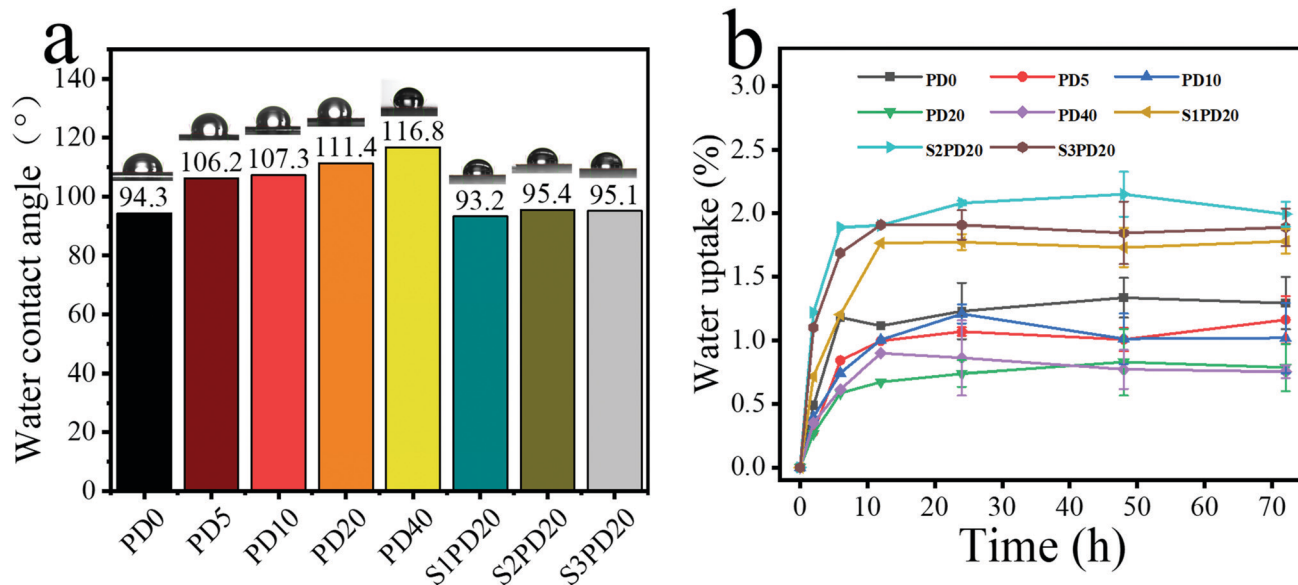 a
Water contact angle (°)
140
120
100
80
60
40
20
0
94.3
106.2
107.3
111.4
116.8
93.2
95.4
95.1
PD0
PD5
PD10
PD20
PD40
S1PD20
S2PD20
S3PD20
b
Water uptake (%)
3.0
2.5
2.0
1.5
1.0
0.5
0.0
PD0 PD5 PD10
PD20 PD40 S1PD20
S2PD20 S3PD20
0 10 20 30 40 50 60 70
Time (h)